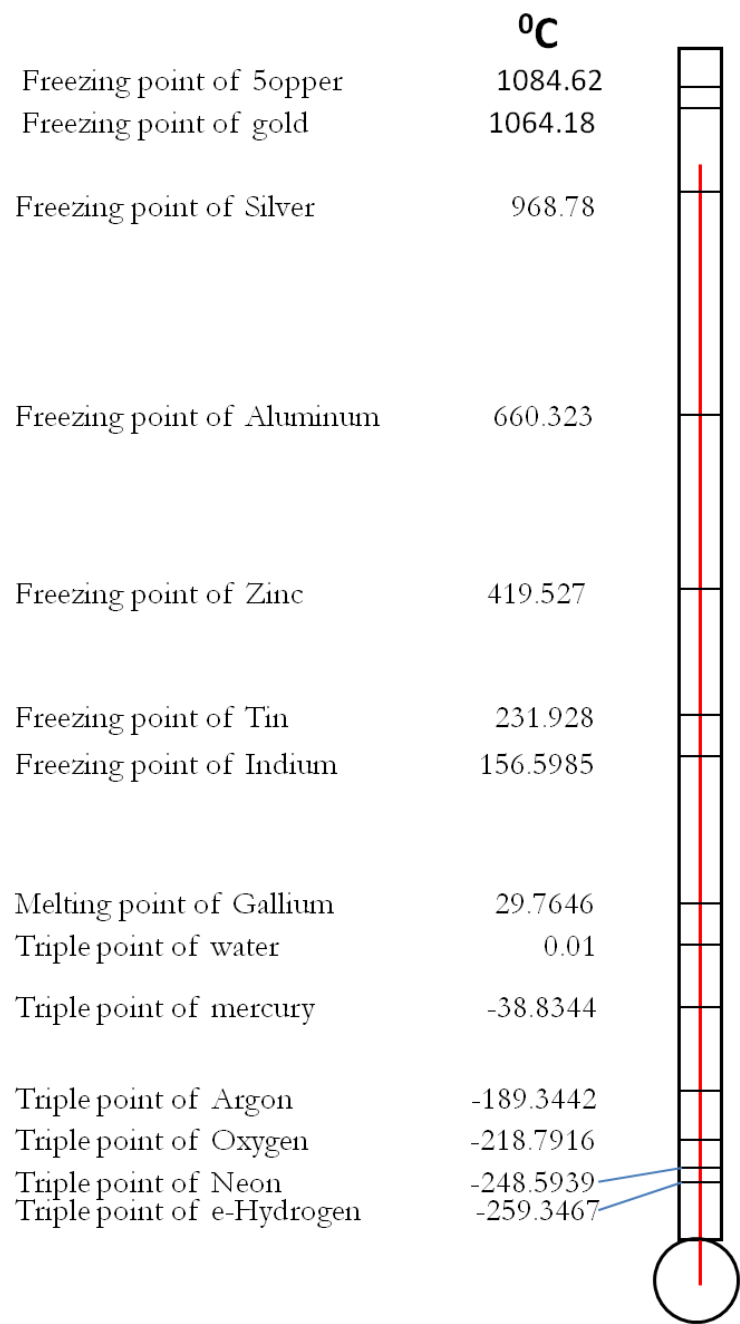 ⁰C
Freezing point of 5opper 1084.62
Freezing point of gold 1064.18
Freezing point of Silver 968.78
Freezing point of Aluminum 660.323
Freezing point of Zinc 419.527
Freezing point of Tin 231.928
Freezing point of Indium 156.5985
Melting point of Gallium 29.7646
Triple point of water 0.01
Triple point of mercury -38.8344
Triple point of Argon -189.3442
Triple point of Oxygen -218.7916
Triple point of Neon -248.5939
Triple point of e-Hydrogen -259.3467